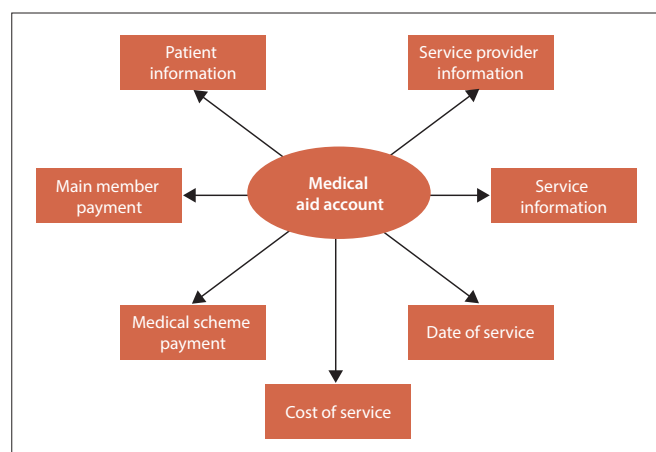 Patient
information
Service provider
information
Main member
payment
Medical
aid account
Service
information
Medical scheme
payment
Date of service
Cost of service